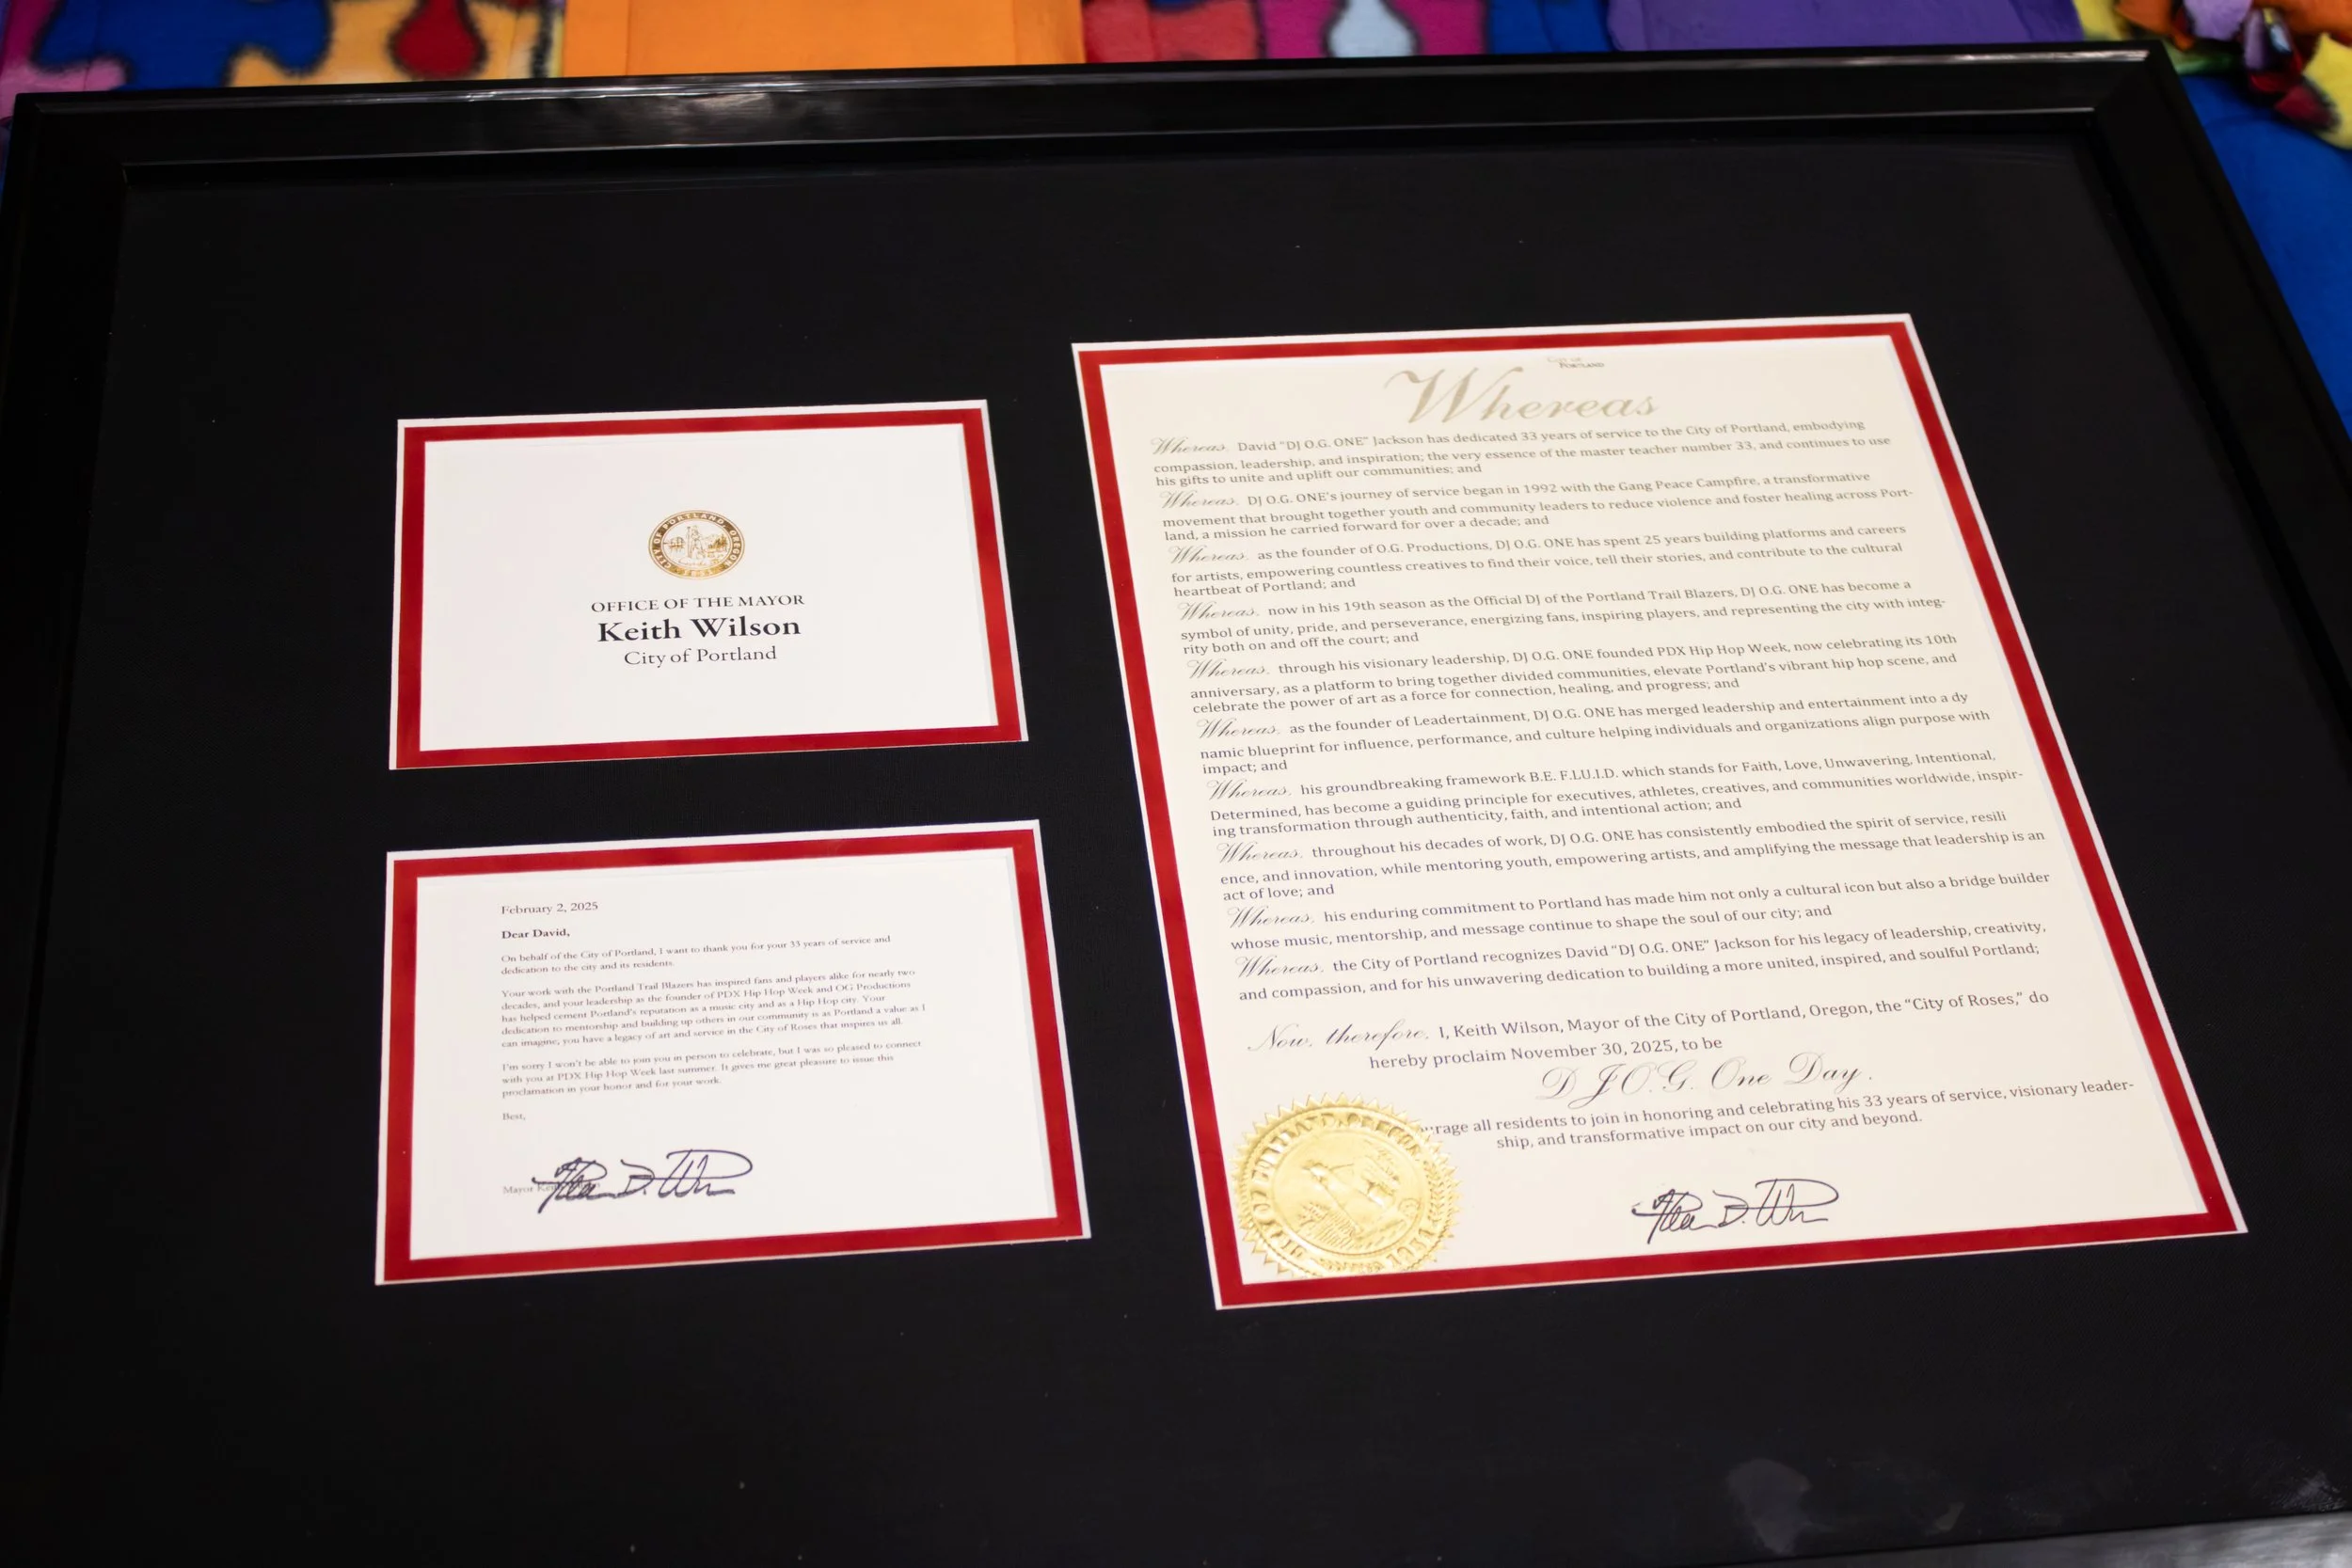 CITY OF PORTLAND, OREGON
1851
OFFICE OF THE MAYOR
Keith Wilson
City of Portland
February 2, 2025
Dear David,
On behalf of the City of Portland, I want to thank you for your 33 years of service and
dedication to the city and its residents.
Your work with the Portland Trail Blazers has inspired fans and players alike for nearly two
decades, and your leadership as the founder of PDX Hip Hop Week and OG Productions
has helped cement Portland's reputation as a music city and as a Hip Hop city. Your
dedication to mentorship and building up others in our community is as Portland a value as I
can imagine; you have a legacy of art and service in the City of Roses that inspires us all.
I'm sorry I won't be able to join you in person to celebrate, but I was so pleased to connect
with you at PDX Hip Hop Week last summer. It gives me great pleasure to issue this
proclamation in your honor and for your work.
Best,
Mayor
CITY OF
PORTLAND
Whereas
Whereas, David “DJ O.G. ONE” Jackson has dedicated 33 years of service to the City of Portland, embodying
compassion, leadership, and inspiration; the very essence of the master teacher number 33, and continues to use
his gifts to unite and uplift our communities; and
Whereas, DJ O.G. ONE's journey of service began in 1992 with the Gang Peace Campfire, a transformative
movement that brought together youth and community leaders to reduce violence and foster healing across Port-
land, a mission he carried forward for over a decade; and
Whereas, as the founder of O.G. Productions, DJ O.G. ONE has spent 25 years building platforms and careers
for artists, empowering countless creatives to find their voice, tell their stories, and contribute to the cultural
heartbeat of Portland; and
Whereas, now in his 19th season as the Official DJ of the Portland Trail Blazers, DJ O.G. ONE has become a
symbol of unity, pride, and perseverance, energizing fans, inspiring players, and representing the city with integ-
rity both on and off the court; and
Whereas, through his visionary leadership, DJ O.G. ONE founded PDX Hip Hop Week, now celebrating its 10th
anniversary, as a platform to bring together divided communities, elevate Portland's vibrant hip hop scene, and
celebrate the power of art as a force for connection, healing, and progress; and
Whereas, as the founder of Leadertainment, DJ O.G. ONE has merged leadership and entertainment into a dy
namic blueprint for influence, performance, and culture helping individuals and organizations align purpose with
impact; and
Whereas, his groundbreaking framework B.E. F.L.U.I.D. which stands for Faith, Love, Unwavering, Intentional,
Determined, has become a guiding principle for executives, athletes, creatives, and communities worldwide, inspir-
ing transformation through authenticity, faith, and intentional action; and
Whereas, throughout his decades of work, DJ O.G. ONE has consistently embodied the spirit of service, resili
ence, and innovation, while mentoring youth, empowering artists, and amplifying the message that leadership is an
act of love; and
Whereas, his enduring commitment to Portland has made him not only a cultural icon but also a bridge builder
whose music, mentorship, and message continue to shape the soul of our city; and
Whereas, the City of Portland recognizes David “DJ O.G. ONE” Jackson for his legacy of leadership, creativity,
and compassion, and for his unwavering dedication to building a more united, inspired, and soulful Portland;
Now, therefore, I, Keith Wilson, Mayor of the City of Portland, Oregon, the “City of Roses,” do
hereby proclaim November 30, 2025, to be
DJ O.G. One Day.
all residents to join in honoring and celebrating his 33 years of service, visionary leader-
ship, and transformative impact on our city and beyond.